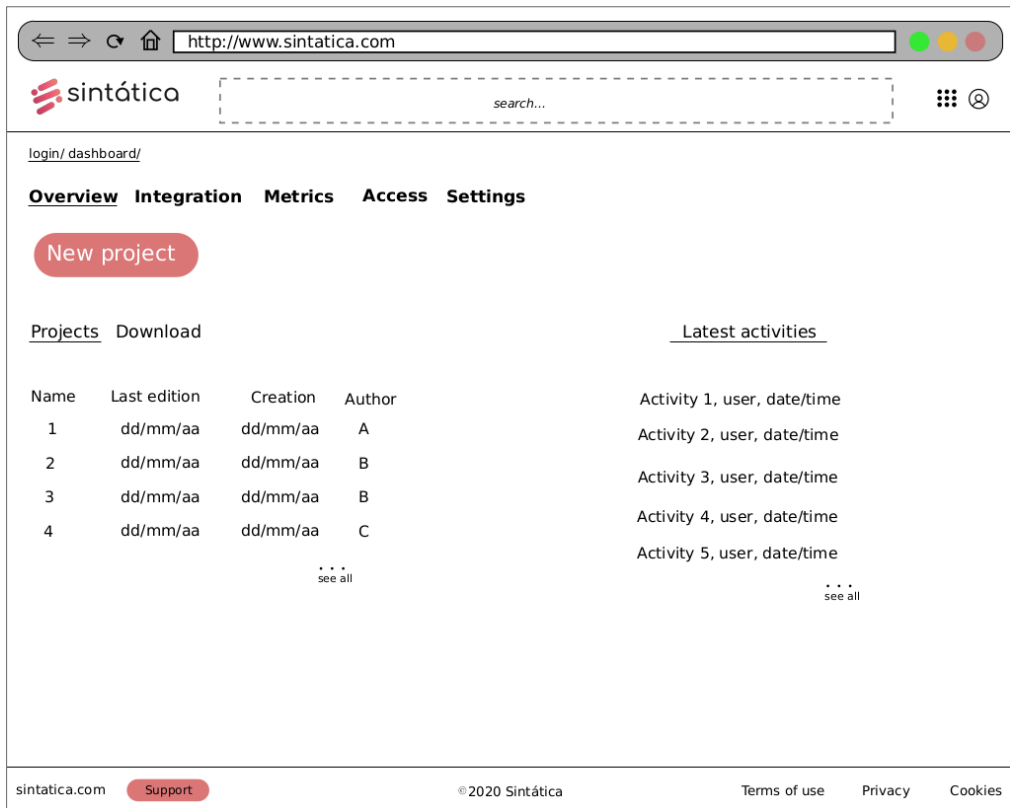 http://www.sintatica.com
sintática
search...
login/ dashboard/
Overview Integration Metrics Access Settings
New project
Projects Download
Latest activities
Name Last edition Creation Author
1 dd/mm/aa dd/mm/aa A
2 dd/mm/aa dd/mm/aa B
3 dd/mm/aa dd/mm/aa B
4 dd/mm/aa dd/mm/aa C
...
see all
Activity 1, user, date/time
Activity 2, user, date/time
Activity 3, user, date/time
Activity 4, user, date/time
Activity 5, user, date/time
...
see all
sintatica.com Support ©2020 Sintática Terms of use Privacy Cookies